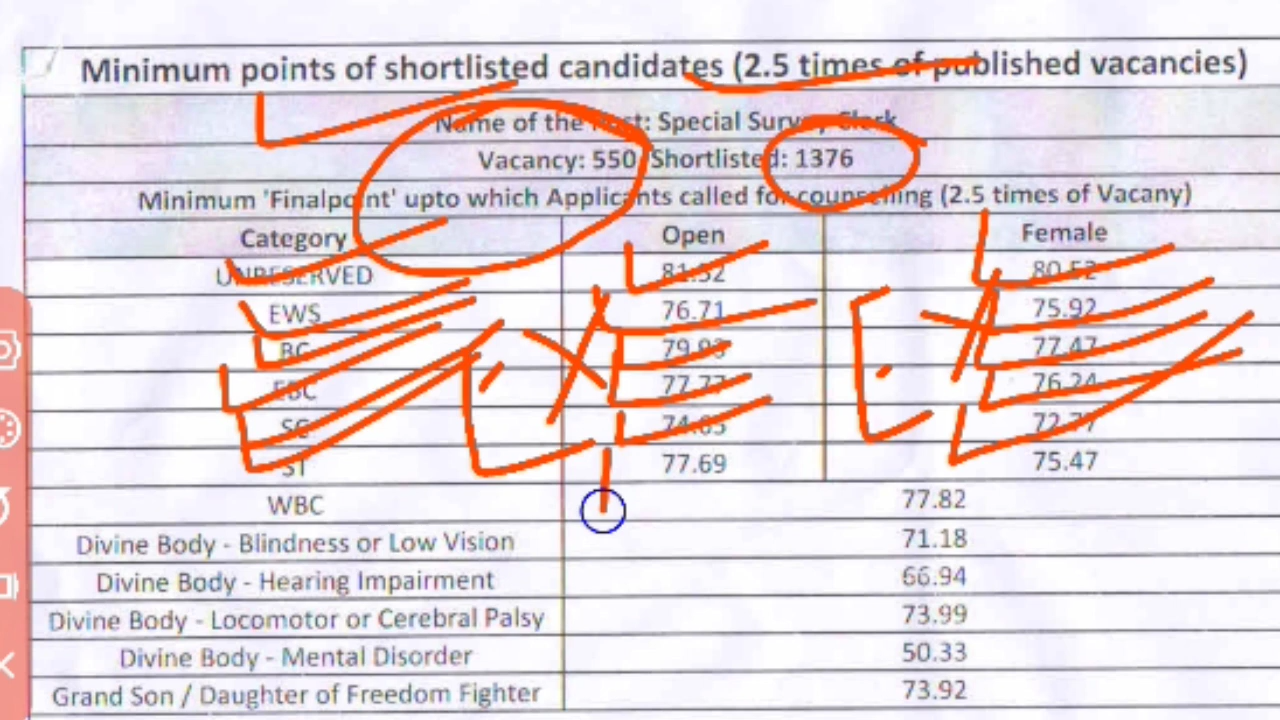 Minimum points of shortlisted candidates (2.5 times of published vacancies)
Name of the Post: Special Survey Clerk
Vacancy: 550 Shortlisted: 1376
Minimum 'Finalpoint' upto which Applicants called for counselling (2.5 times of Vacany)
Category Open Female
UNRESERVED 81.52 80.52
EWS 76.71 75.92
BC 77.47
EBC 77.77 76.24
SC 72.77
ST 77.69 75.47
WBC 77.82
Divine Body - Blindness or Low Vision 71.18
Divine Body - Hearing Impairment 66.94
Divine Body - Locomotor or Cerebral Palsy 73.99
Divine Body - Mental Disorder 50.33
Grand Son / Daughter of Freedom Fighter 73.92